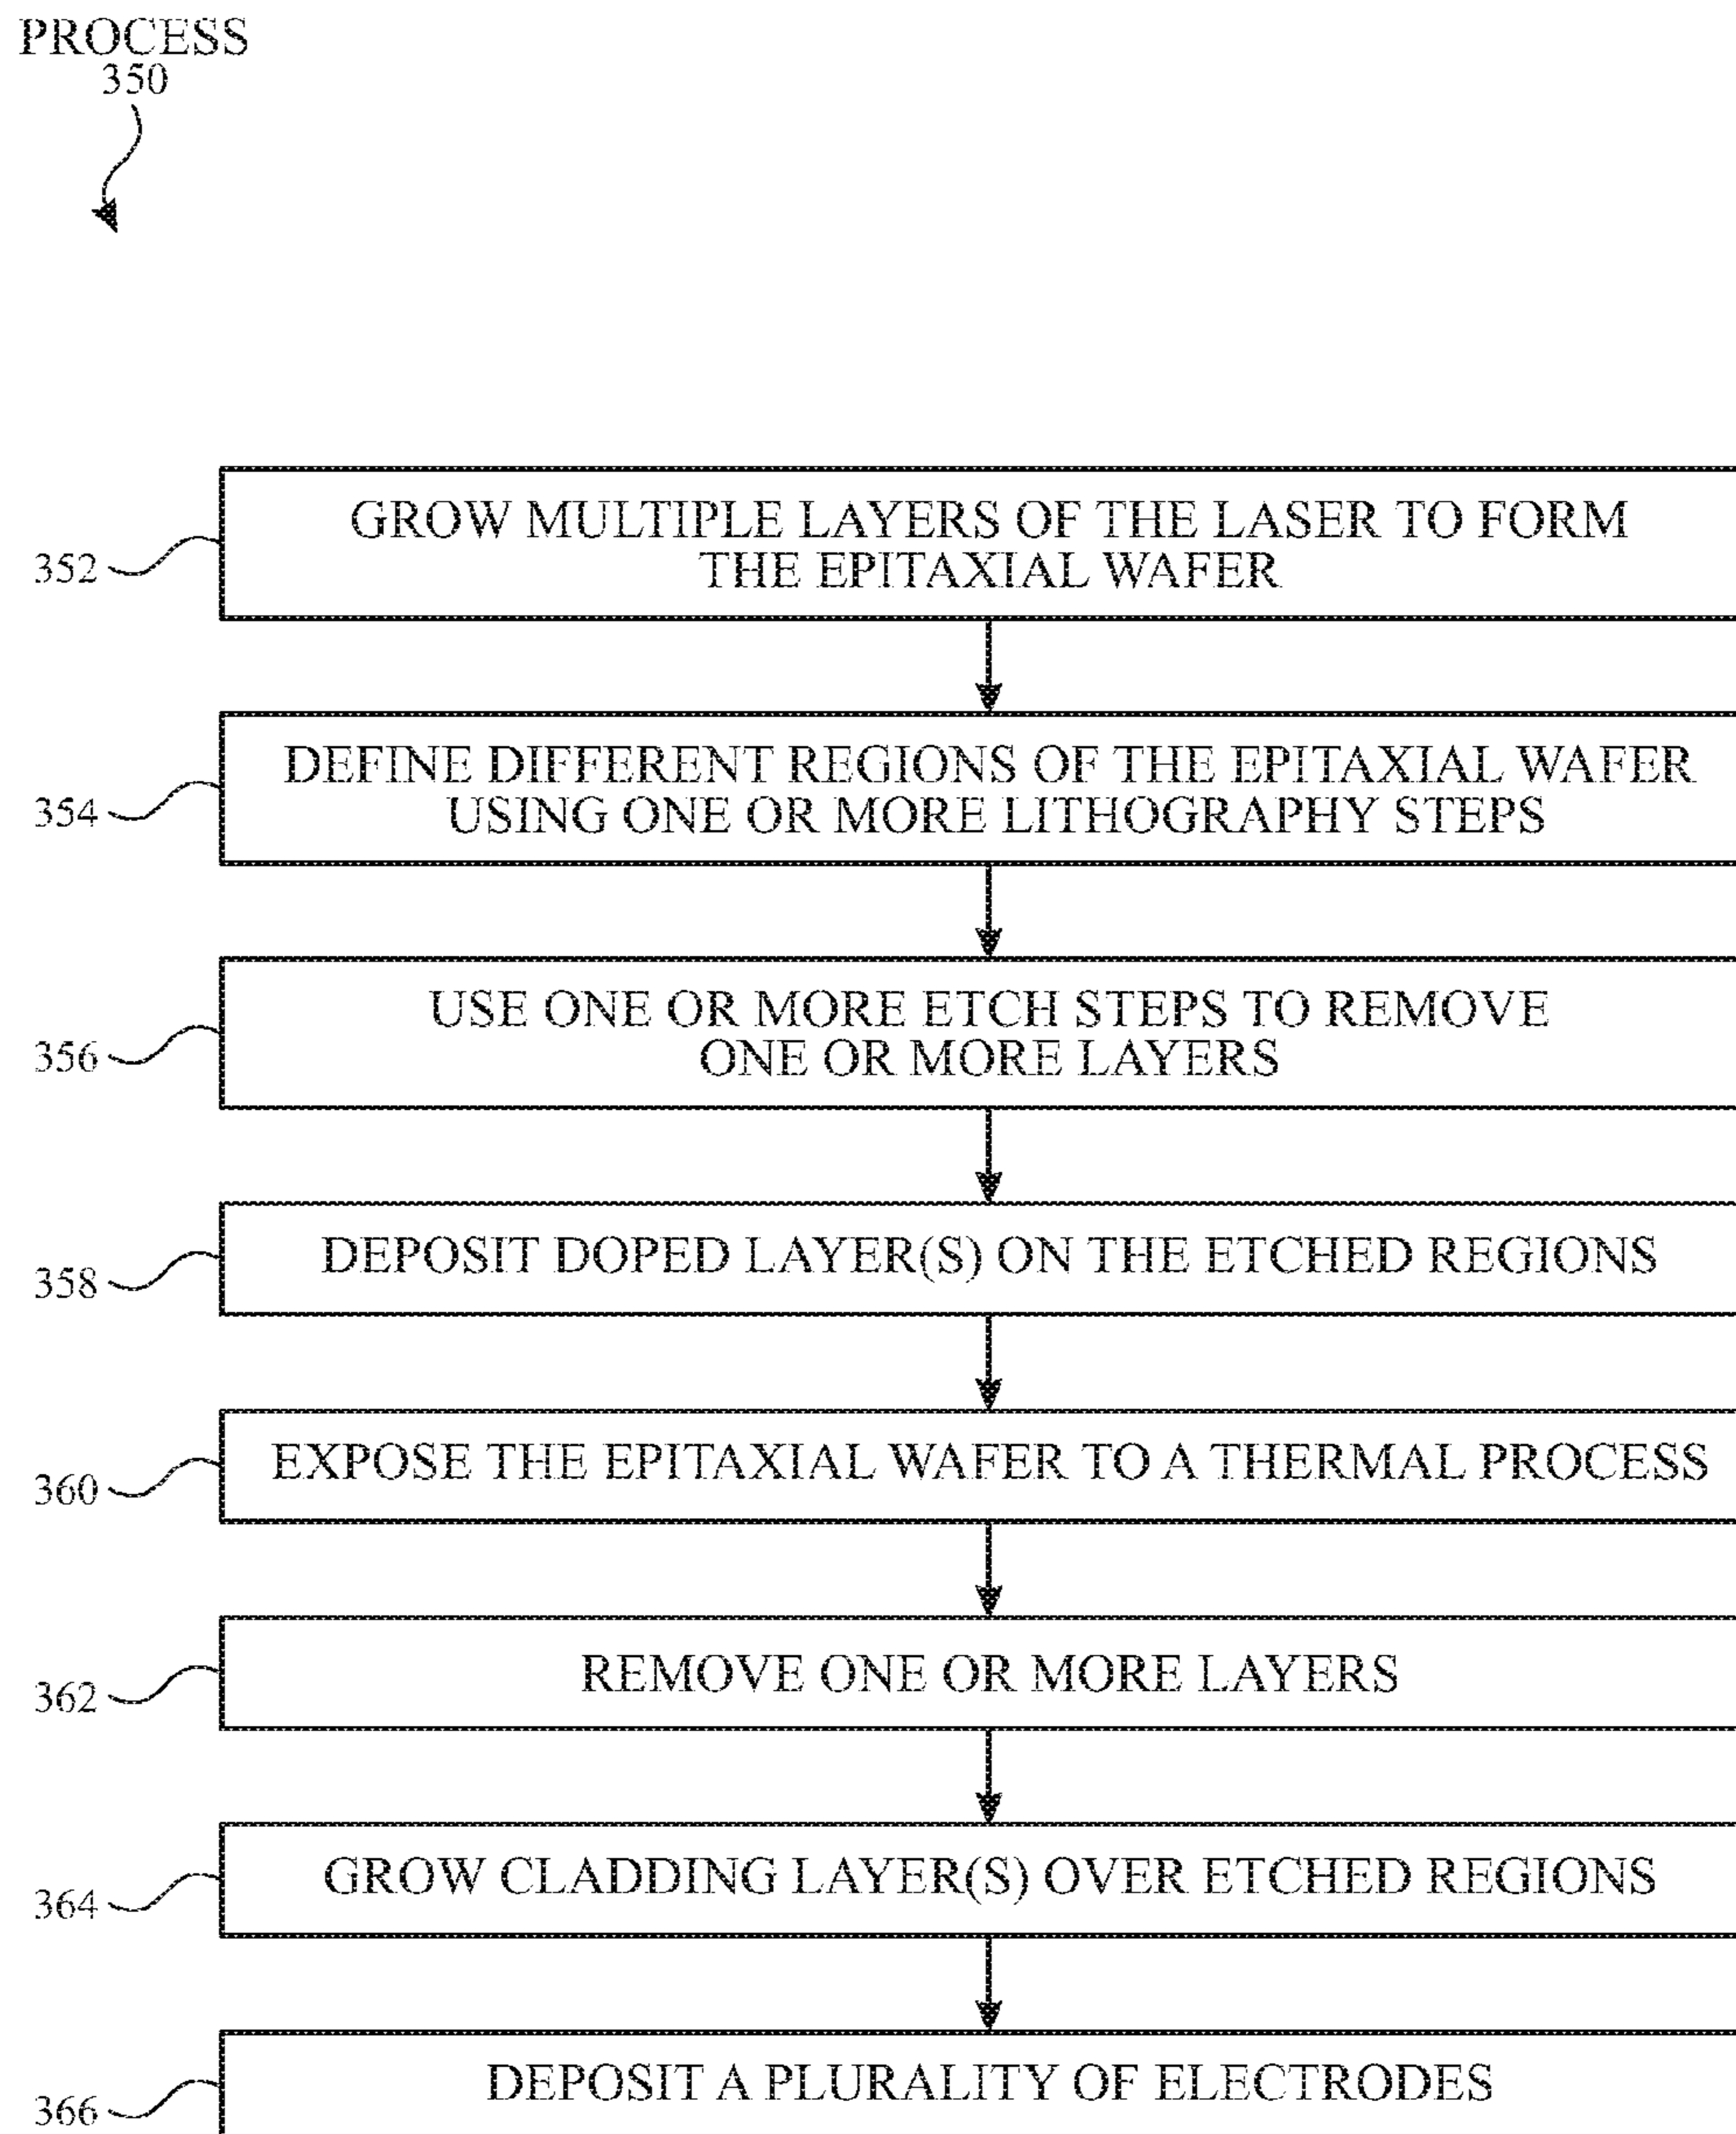 PROCESS
350
GROW MULTIPLE LAYERS OF THE LASER TO FORM
THE EPITAXIAL WAFER
352
DEFINE DIFFERENT REGIONS OF THE EPITAXIAL WAFER
USING ONE OR MORE LITHOGRAPHY STEPS
354
USE ONE OR MORE ETCH STEPS TO REMOVE
ONE OR MORE LAYERS
356
DEPOSIT DOPED LAYER(S) ON THE ETCHED REGIONS
358
EXPOSE THE EPITAXIAL WAFER TO A THERMAL PROCESS
360
REMOVE ONE OR MORE LAYERS
362
GROW CLADDING LAYER(S) OVER ETCHED REGIONS
364
DEPOSIT A PLURALITY OF ELECTRODES
366